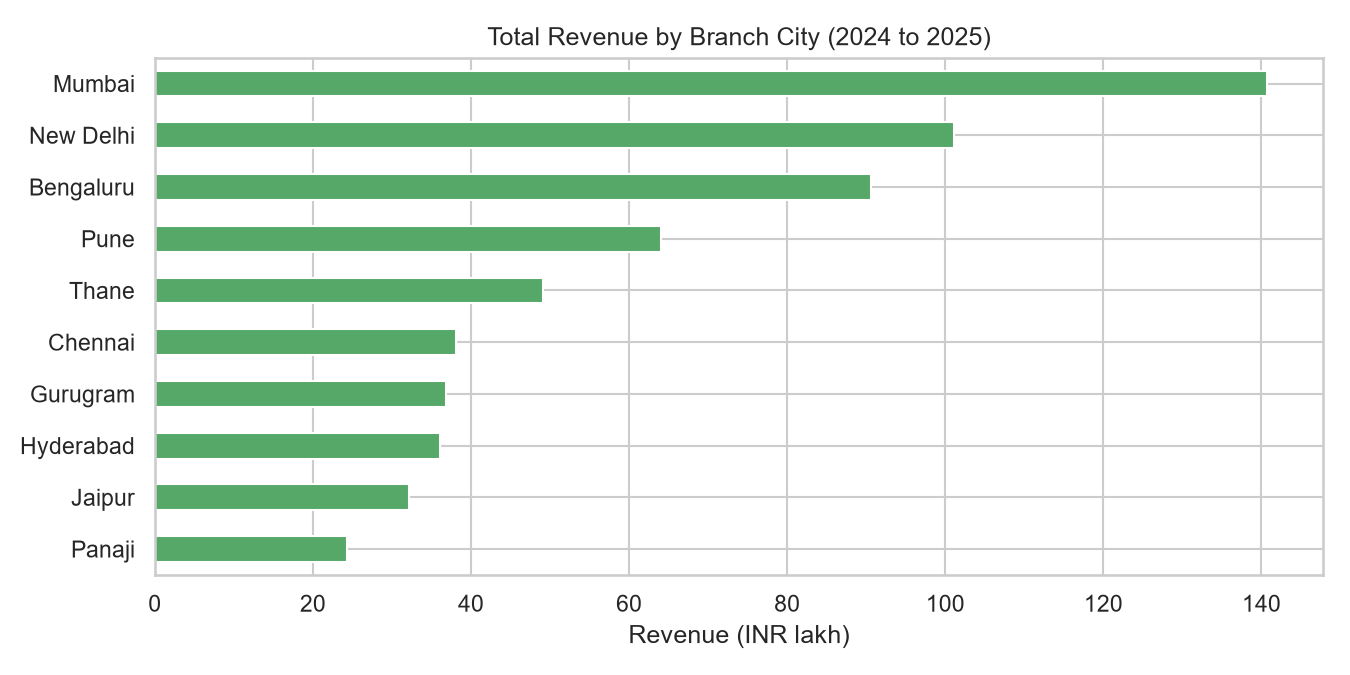 Total Revenue by Branch City (2024 to 2025)
Mumbai
New Delhi
Bengaluru
Pune
Thane
Chennai
Gurugram
Hyderabad
Jaipur
Panaji
0 20 40 60 80 100 120 140
Revenue (INR lakh)